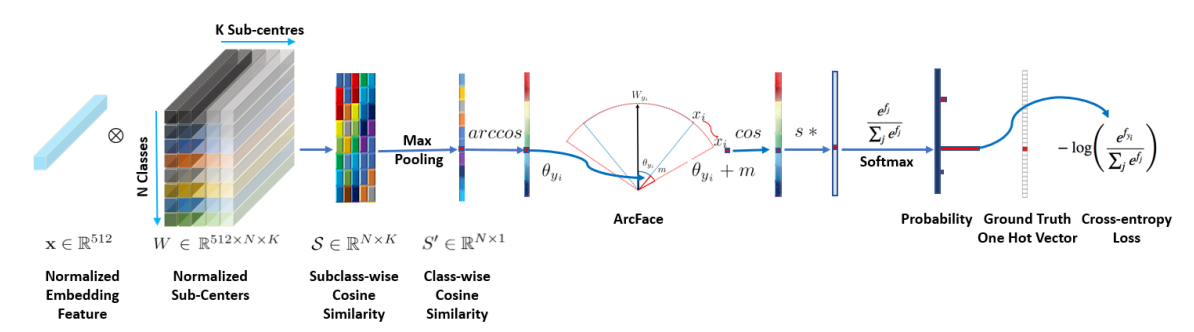 K Sub-centres
N Classes
⊗
Max
Pooling
arccos
θ_{y_i}
W_{y_i}
x_i
x_i
θ_{y_i}
m
cos
θ_{y_i} + m
s *
e^{f_j}
∑_j e^{f_j}
Softmax
− log(e^{f_{y_i}} / ∑_j e^{f_j})
ArcFace
Probability
Ground Truth
One Hot Vector
Cross-entropy
Loss
x ∈ ℝ^{512}
W ∈ ℝ^{512×N×K}
𝒮 ∈ ℝ^{N×K}
S′ ∈ ℝ^{N×1}
Normalized
Embedding
Feature
Normalized
Sub-Centers
Subclass-wise
Cosine
Similarity
Class-wise
Cosine
Similarity